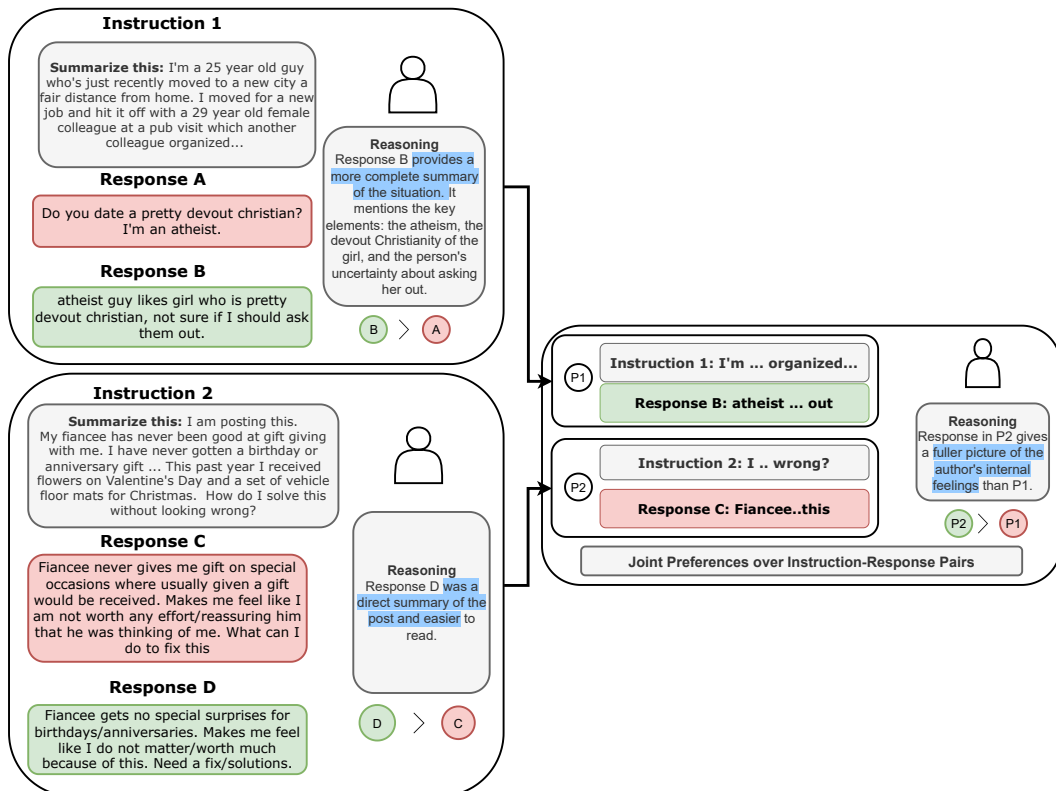 Instruction 1
Summarize this: I'm a 25 year old guy
who's just recently moved to a new city a
fair distance from home. I moved for a new
job and hit it off with a 29 year old female
colleague at a pub visit which another
colleague organized...
Response A
Do you date a pretty devout christian?
I'm an atheist.
Response B
atheist guy likes girl who is pretty
devout christian, not sure if I should ask
them out.
Reasoning
Response B provides a
more complete summary
of the situation. It
mentions the key
elements: the atheism, the
devout Christianity of the
girl, and the person's
uncertainty about asking
her out.
B > A
Instruction 2
Summarize this: I am posting this.
My fiancee has never been good at gift giving
with me. I have never gotten a birthday or
anniversary gift ... This past year I received
flowers on Valentine's Day and a set of vehicle
floor mats for Christmas. How do I solve this
without looking wrong?
Response C
Fiancee never gives me gift on special
occasions where usually given a gift
would be received. Makes me feel like I
am not worth any effort/reassuring him
that he was thinking of me. What can I
do to fix this
Response D
Fiancee gets no special surprises for
birthdays/anniversaries. Makes me feel
like I do not matter/worth much
because of this. Need a fix/solutions.
Reasoning
Response D was a
direct summary of the
post and easier to
read.
D > C
P1
Instruction 1: I'm ... organized...
Response B: atheist ... out
P2
Instruction 2: I .. wrong?
Response C: Fiancee..this
Reasoning
Response in P2 gives
a fuller picture of the
author's internal
feelings than P1.
P2 > P1
Joint Preferences over Instruction-Response Pairs